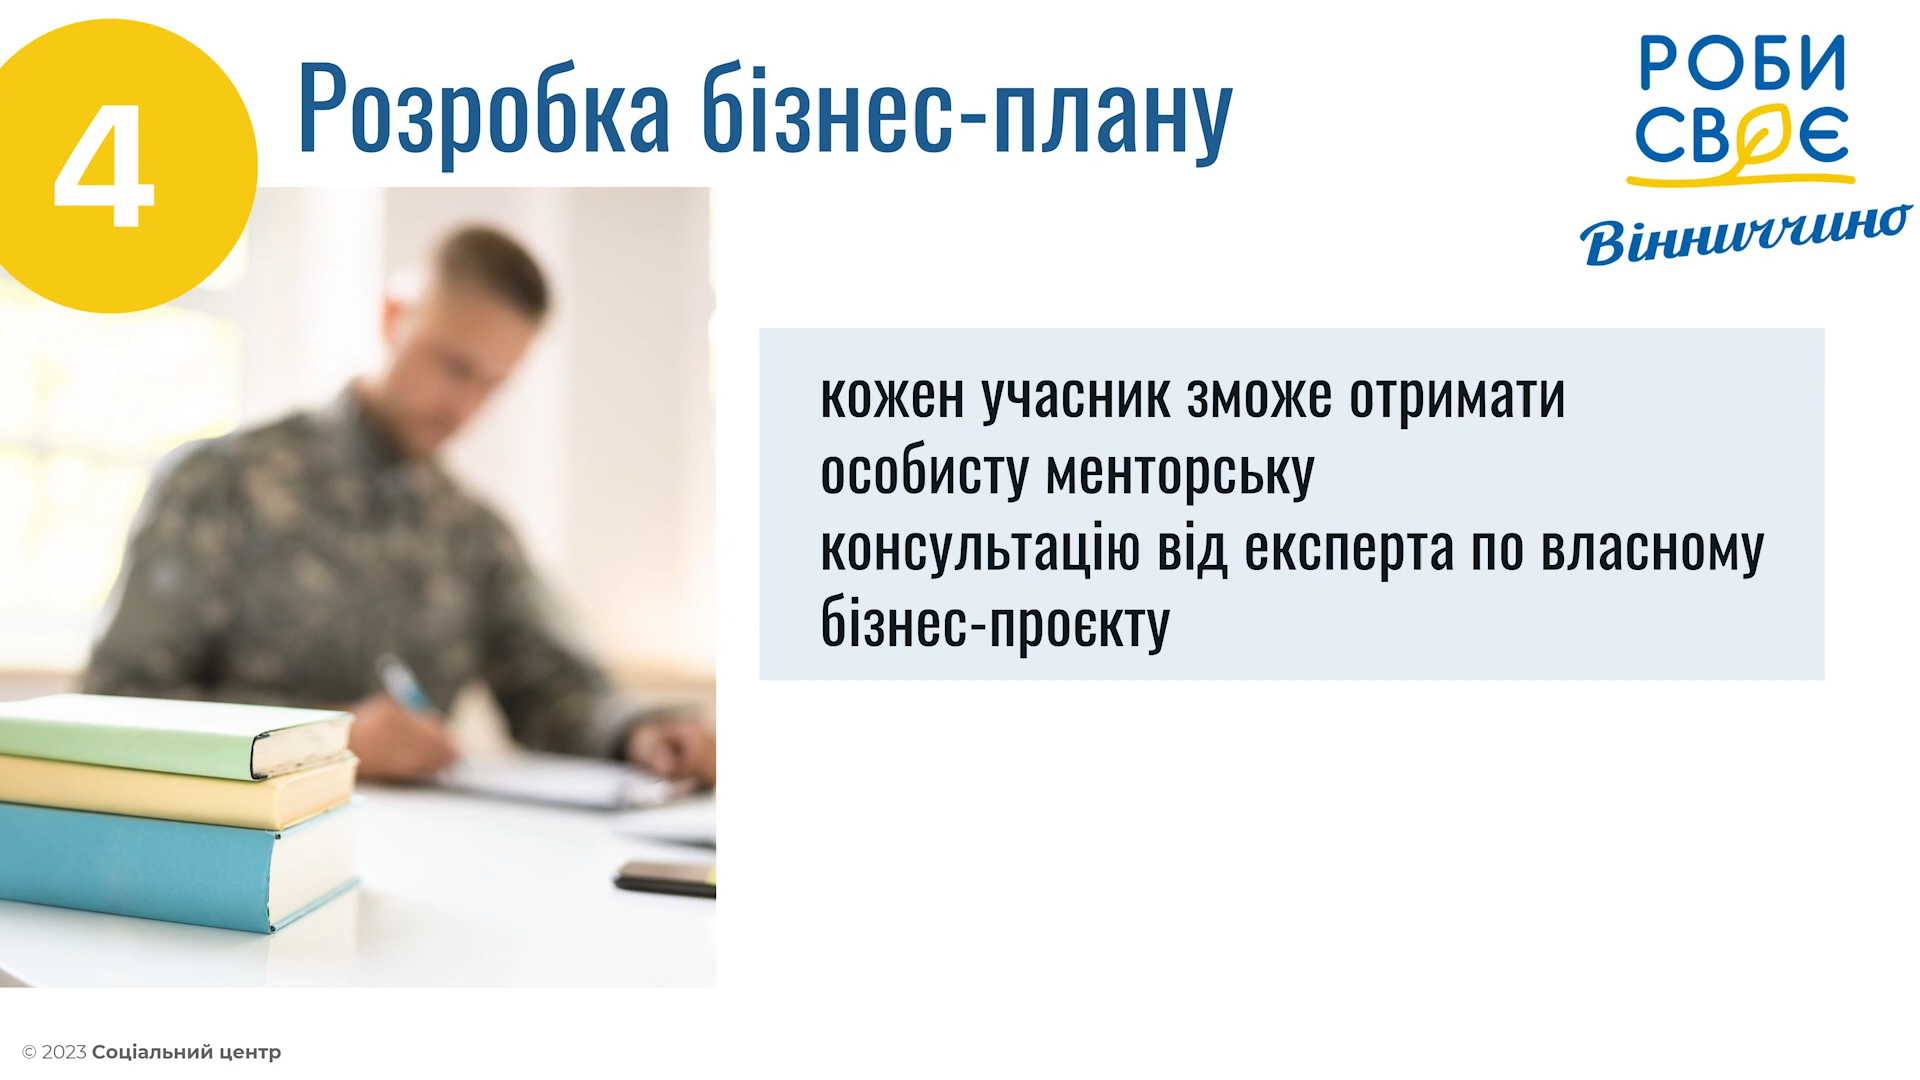 4
Розробка бізнес-плану
РОБИ
СВОЄ
Вінниччино
кожен учасник зможе отримати
особисту менторську
консультацію від експерта по власному
бізнес-проєкту
© 2023 Соціальний центр